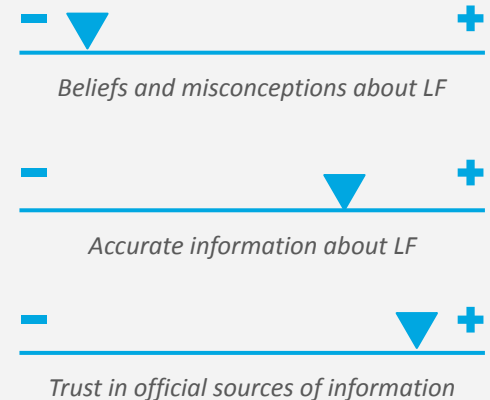 Beliefs and misconceptions about LF
Accurate information about LF
Trust in official sources of information